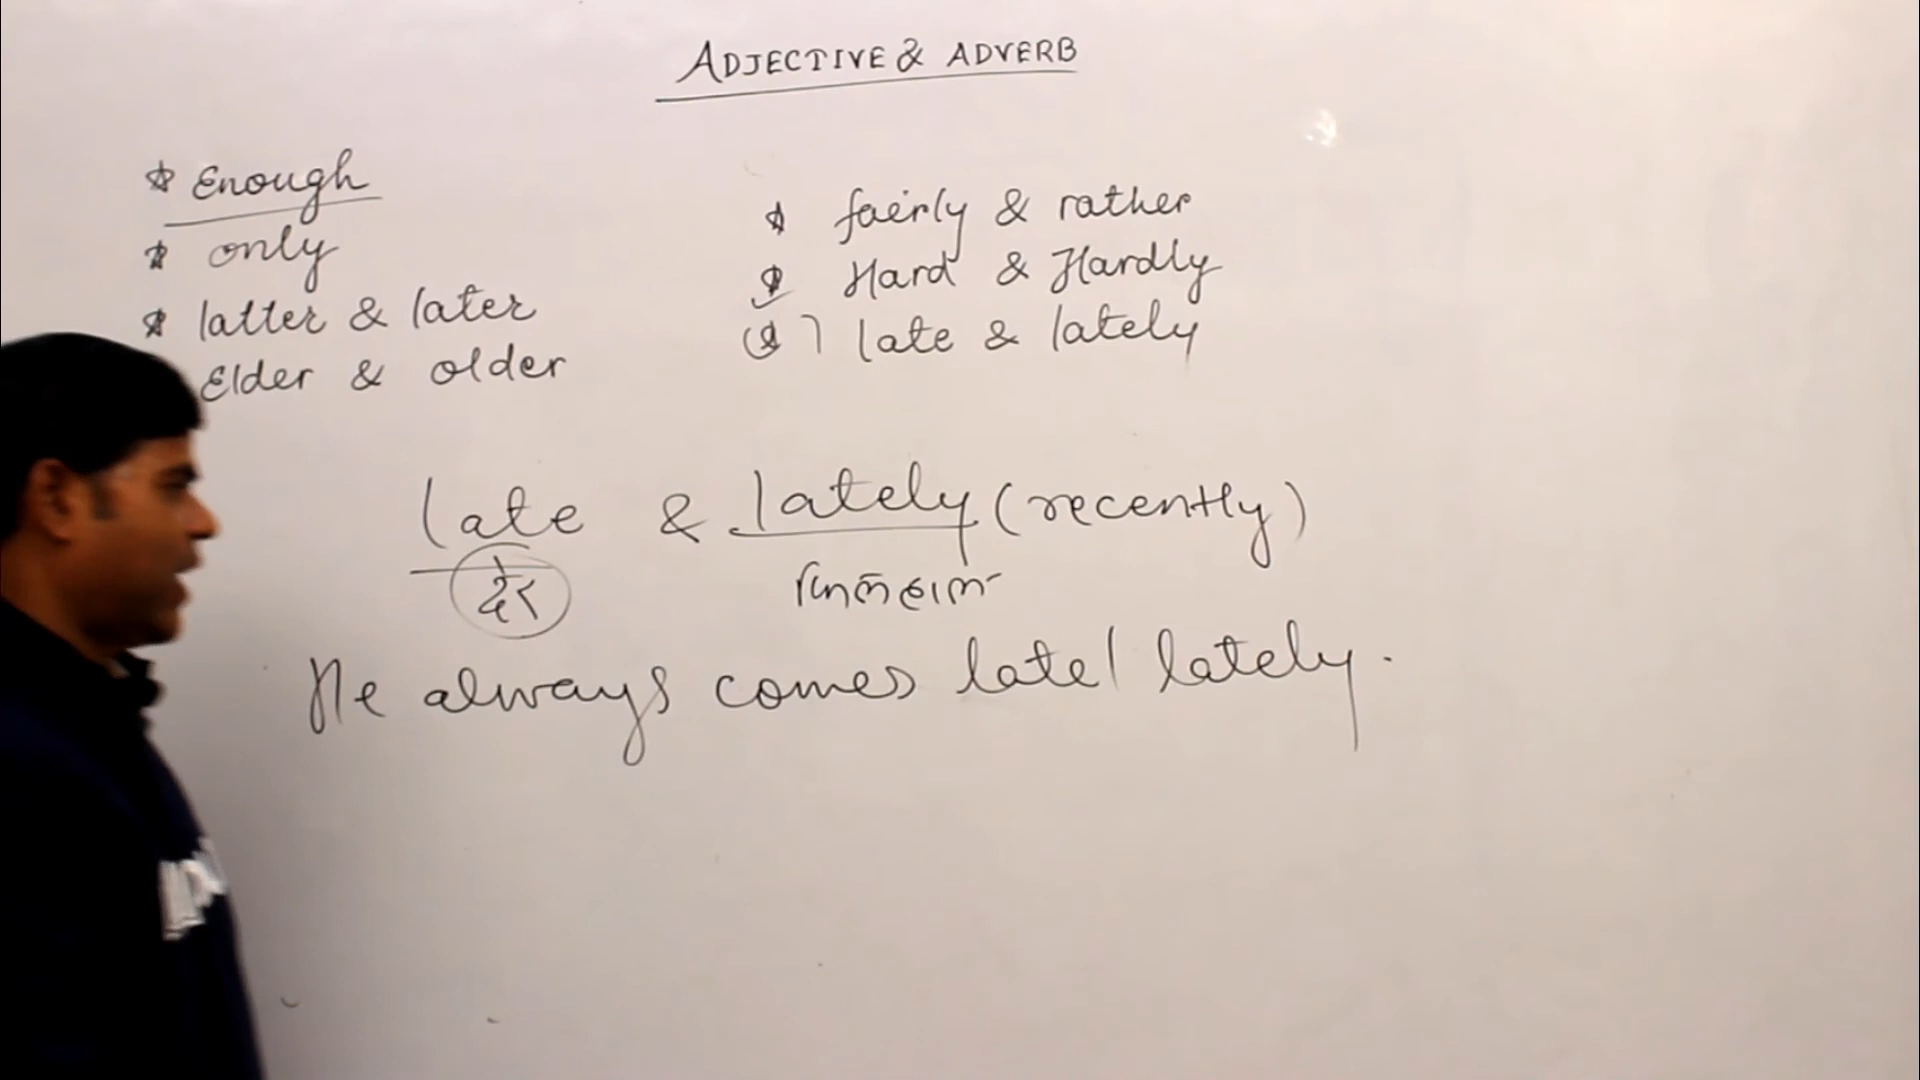 ADJECTIVE & ADVERB
* Enough
* only
* latter & later
Elder & older
* fairly & rather
* Hard & Hardly
* late & lately
late & lately (recently)
देर फिलहाल
He always comes late/ lately.